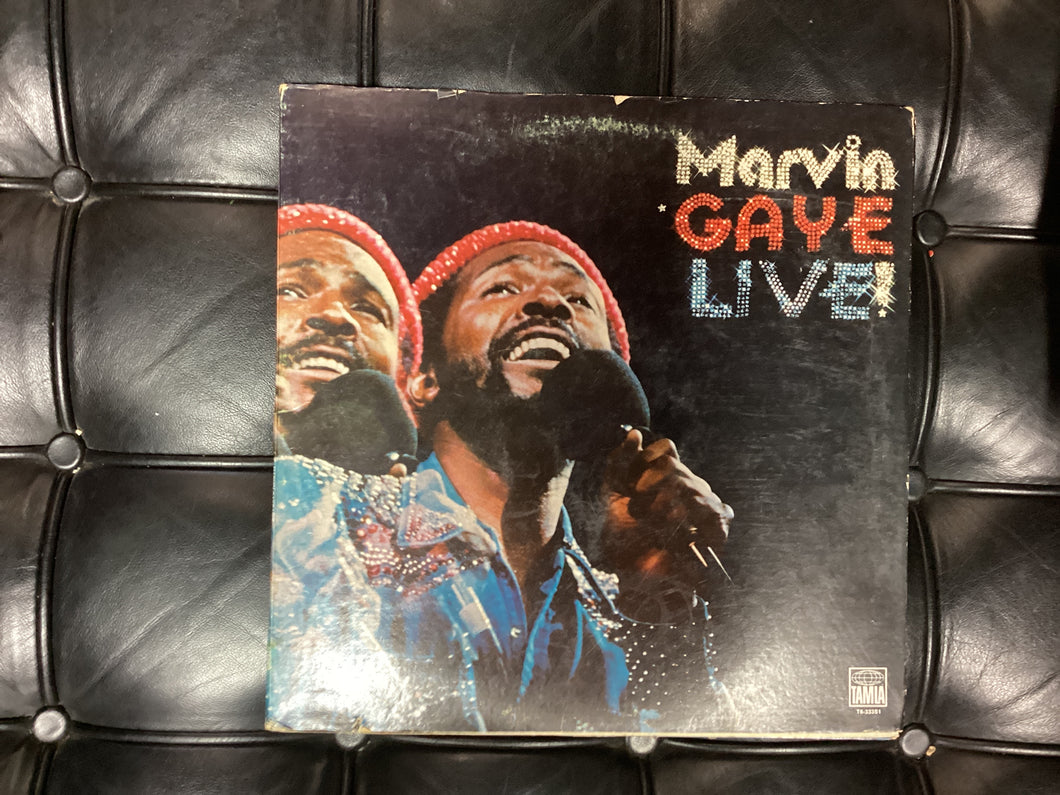 Marvin
GAYE
LIVE!
TAMLA
T6-333S1